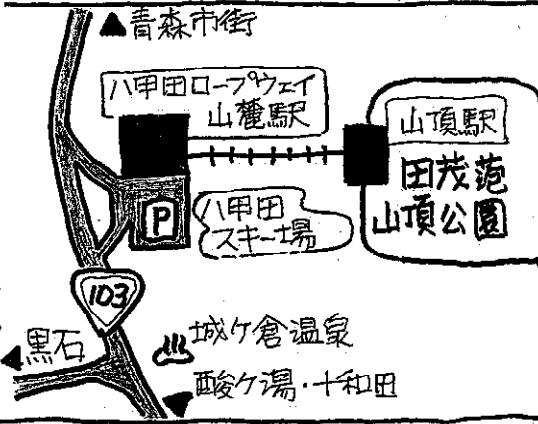 ▲青森市街
八甲田ロープウェイ
山麓駅
山頂駅
田茂萢
山頂公園
P
八甲田
スキー場
103
◀黒石
♨城ケ倉温泉
酸ケ湯・十和田